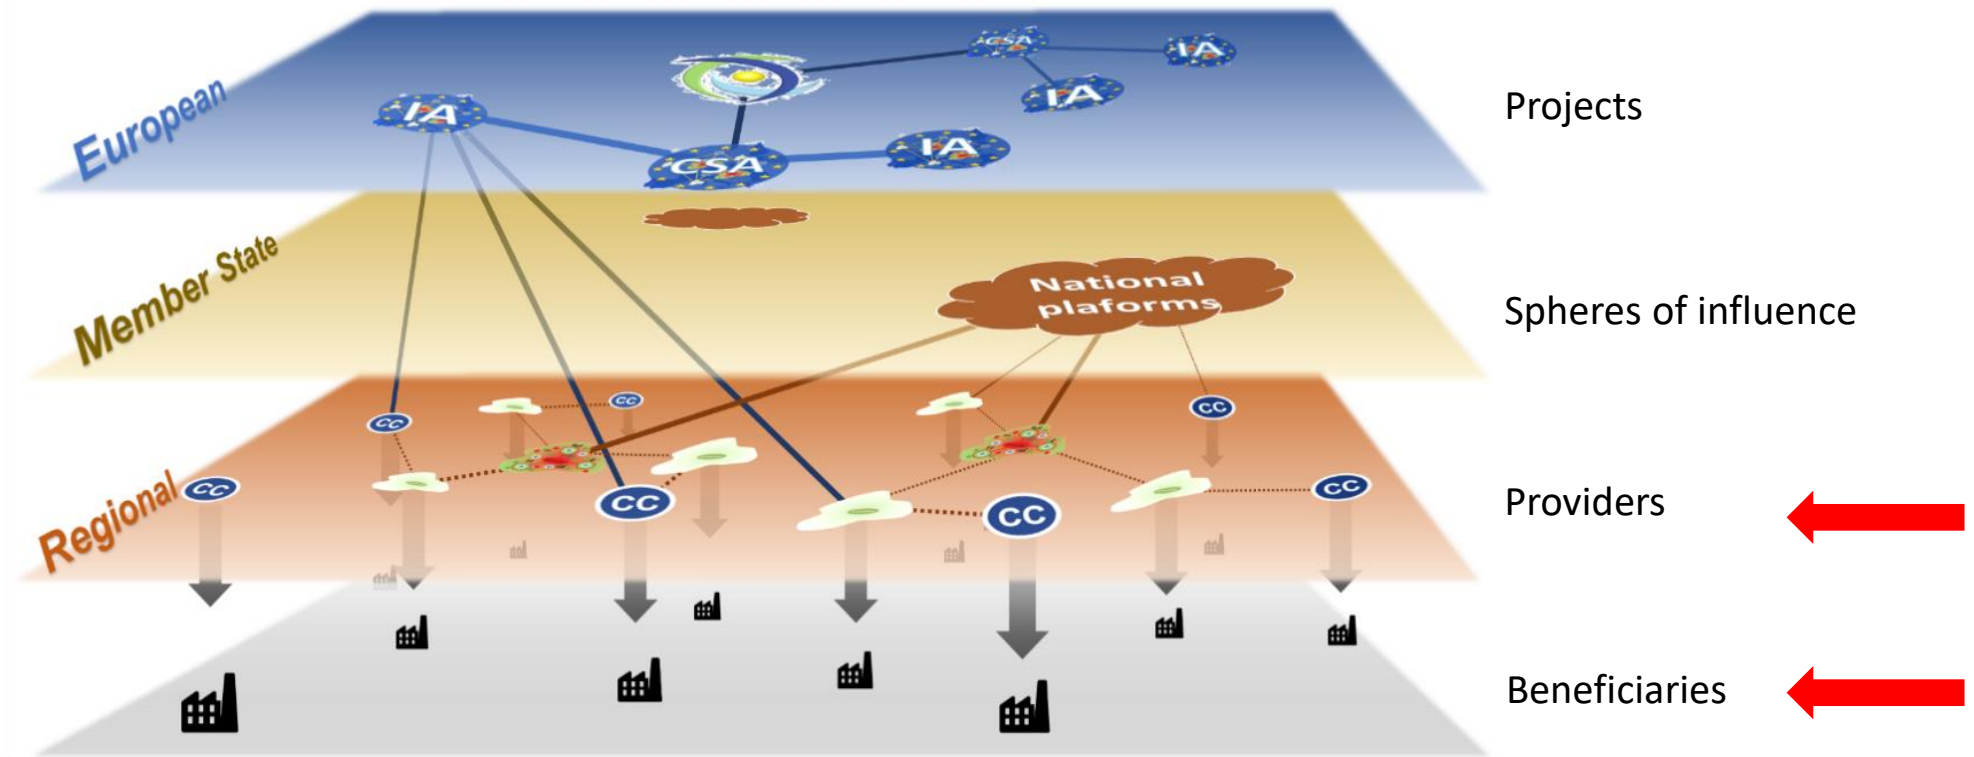 European
CSA
IA
IA
IA
CSA
IA
Projects
Member State
National
plaforms
Spheres of influence
Regional
CC
CC
CC
CC
CC
CC
CC
Providers
Beneficiaries